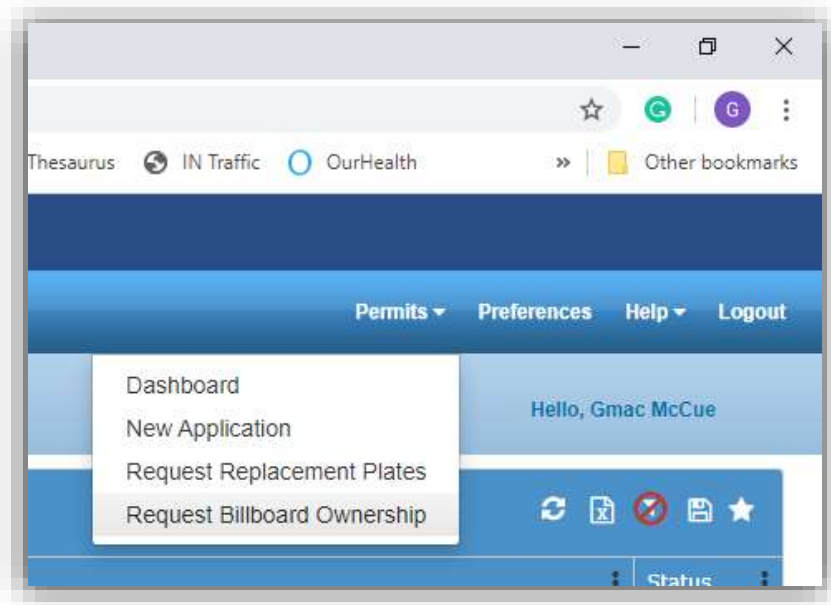 G G
Thesaurus IN Traffic OurHealth » Other bookmarks
Permits Preferences Help Logout
Dashboard
New Application
Request Replacement Plates
Request Billboard Ownership
Hello, Gmac McCue
Status